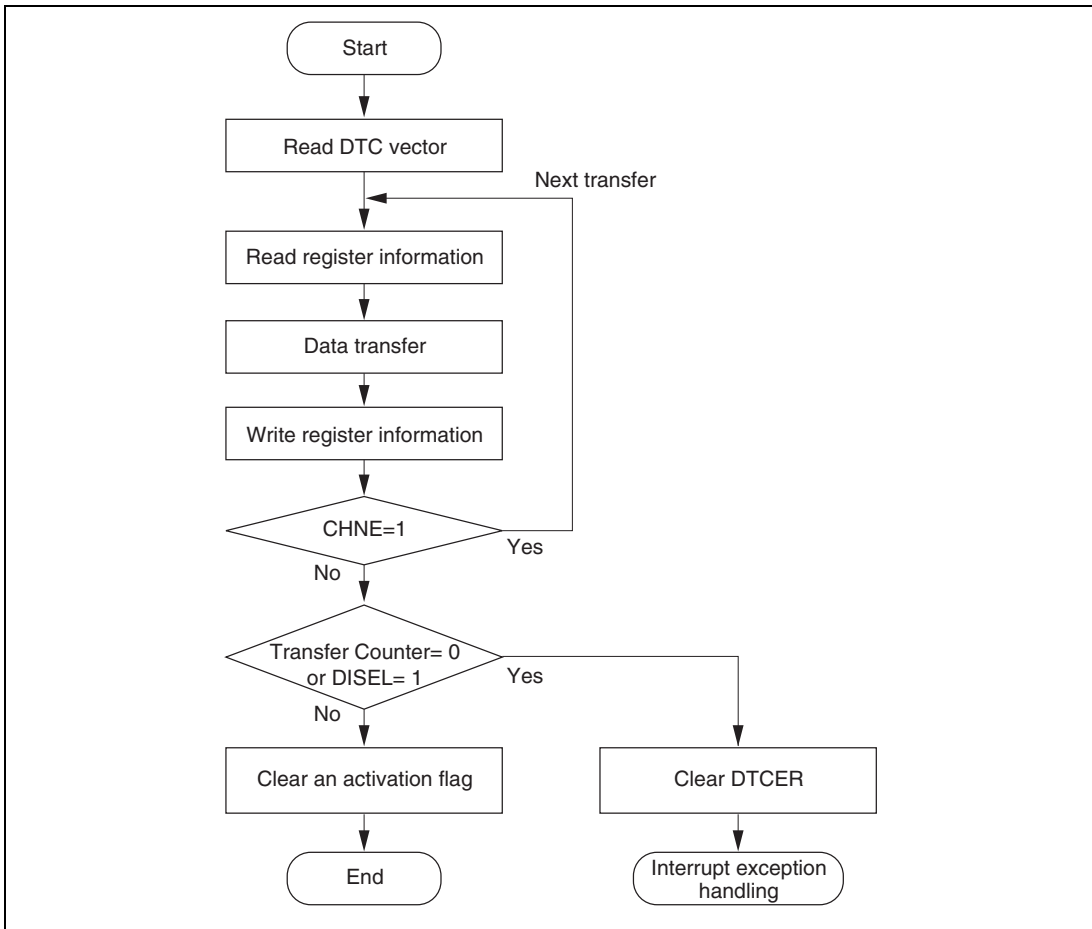 Start
Read DTC vector
Next transfer
Read register information
Data transfer
Write register information
CHNE=1
Yes
No
Transfer Counter= 0
or DISEL= 1
Yes
No
Clear an activation flag
Clear DTCER
End
Interrupt exception
handling